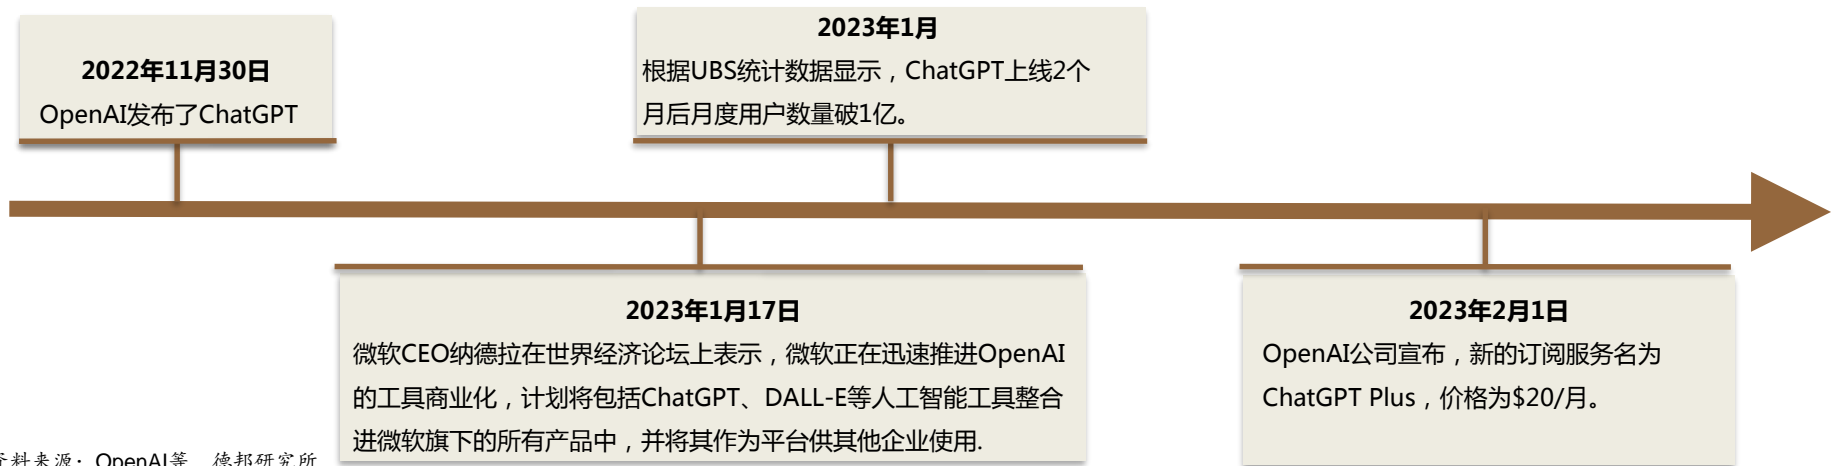 2022年11月30日
OpenAI发布了ChatGPT
2023年1月
根据UBS统计数据显示，ChatGPT上线2个
月后月度用户数量破1亿。
2023年1月17日
微软CEO纳德拉在世界经济论坛上表示，微软正在迅速推进OpenAI
的工具商业化，计划将包括ChatGPT、DALL-E等人工智能工具整合
进微软旗下的所有产品中，并将其作为平台供其他企业使用.
2023年2月1日
OpenAI公司宣布，新的订阅服务名为
ChatGPT Plus，价格为$20/月。
资料来源：OpenAI等，德邦研究所